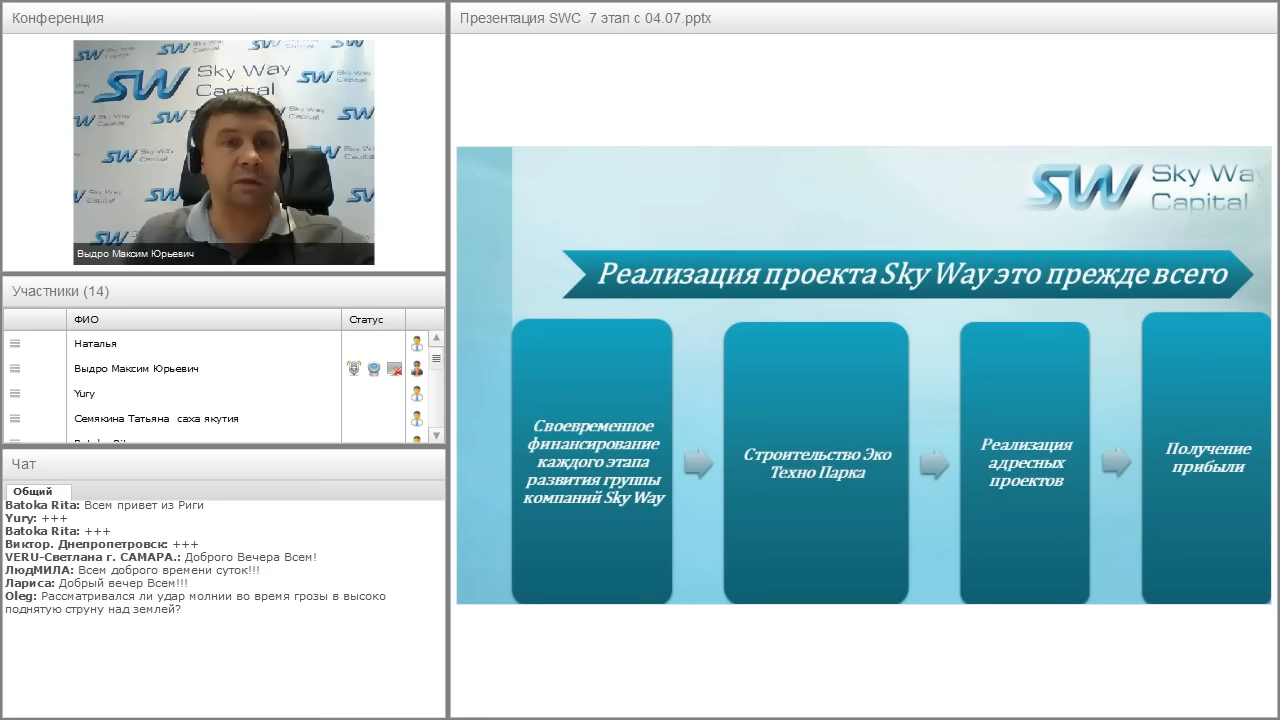 Конференция
Sky Way
Capital
Выдро Максим Юрьевич
Участники (14)
ФИО
Статус
Наталья
Выдро Максим Юрьевич
Yury
Семякина Татьяна саха якутия
Чат
Общий
Batoka Rita: Всем привет из Риги
Yury: +++
Batoka Rita: +++
Виктор. Днепропетровск: +++
VERU-Светлана г. САМАРА.: Доброго Вечера Всем!
ЛюдМИЛА: Всем доброго времени суток!!!
Лариса: Добрый вечер Всем!!!
Oleg: Рассматривался ли удар молнии во время грозы в высоко
поднятую струну над землей?
Презентация SWC 7 этап с 04.07.pptx
SW Sky Way
Capital
Реализация проекта Sky Way это прежде всего
Своевременное
финансирование
каждого этапа
развития группы
компаний Sky Way
Строительство Эко
Техно Парка
Реализация
адресных
проектов
Получение
прибыли